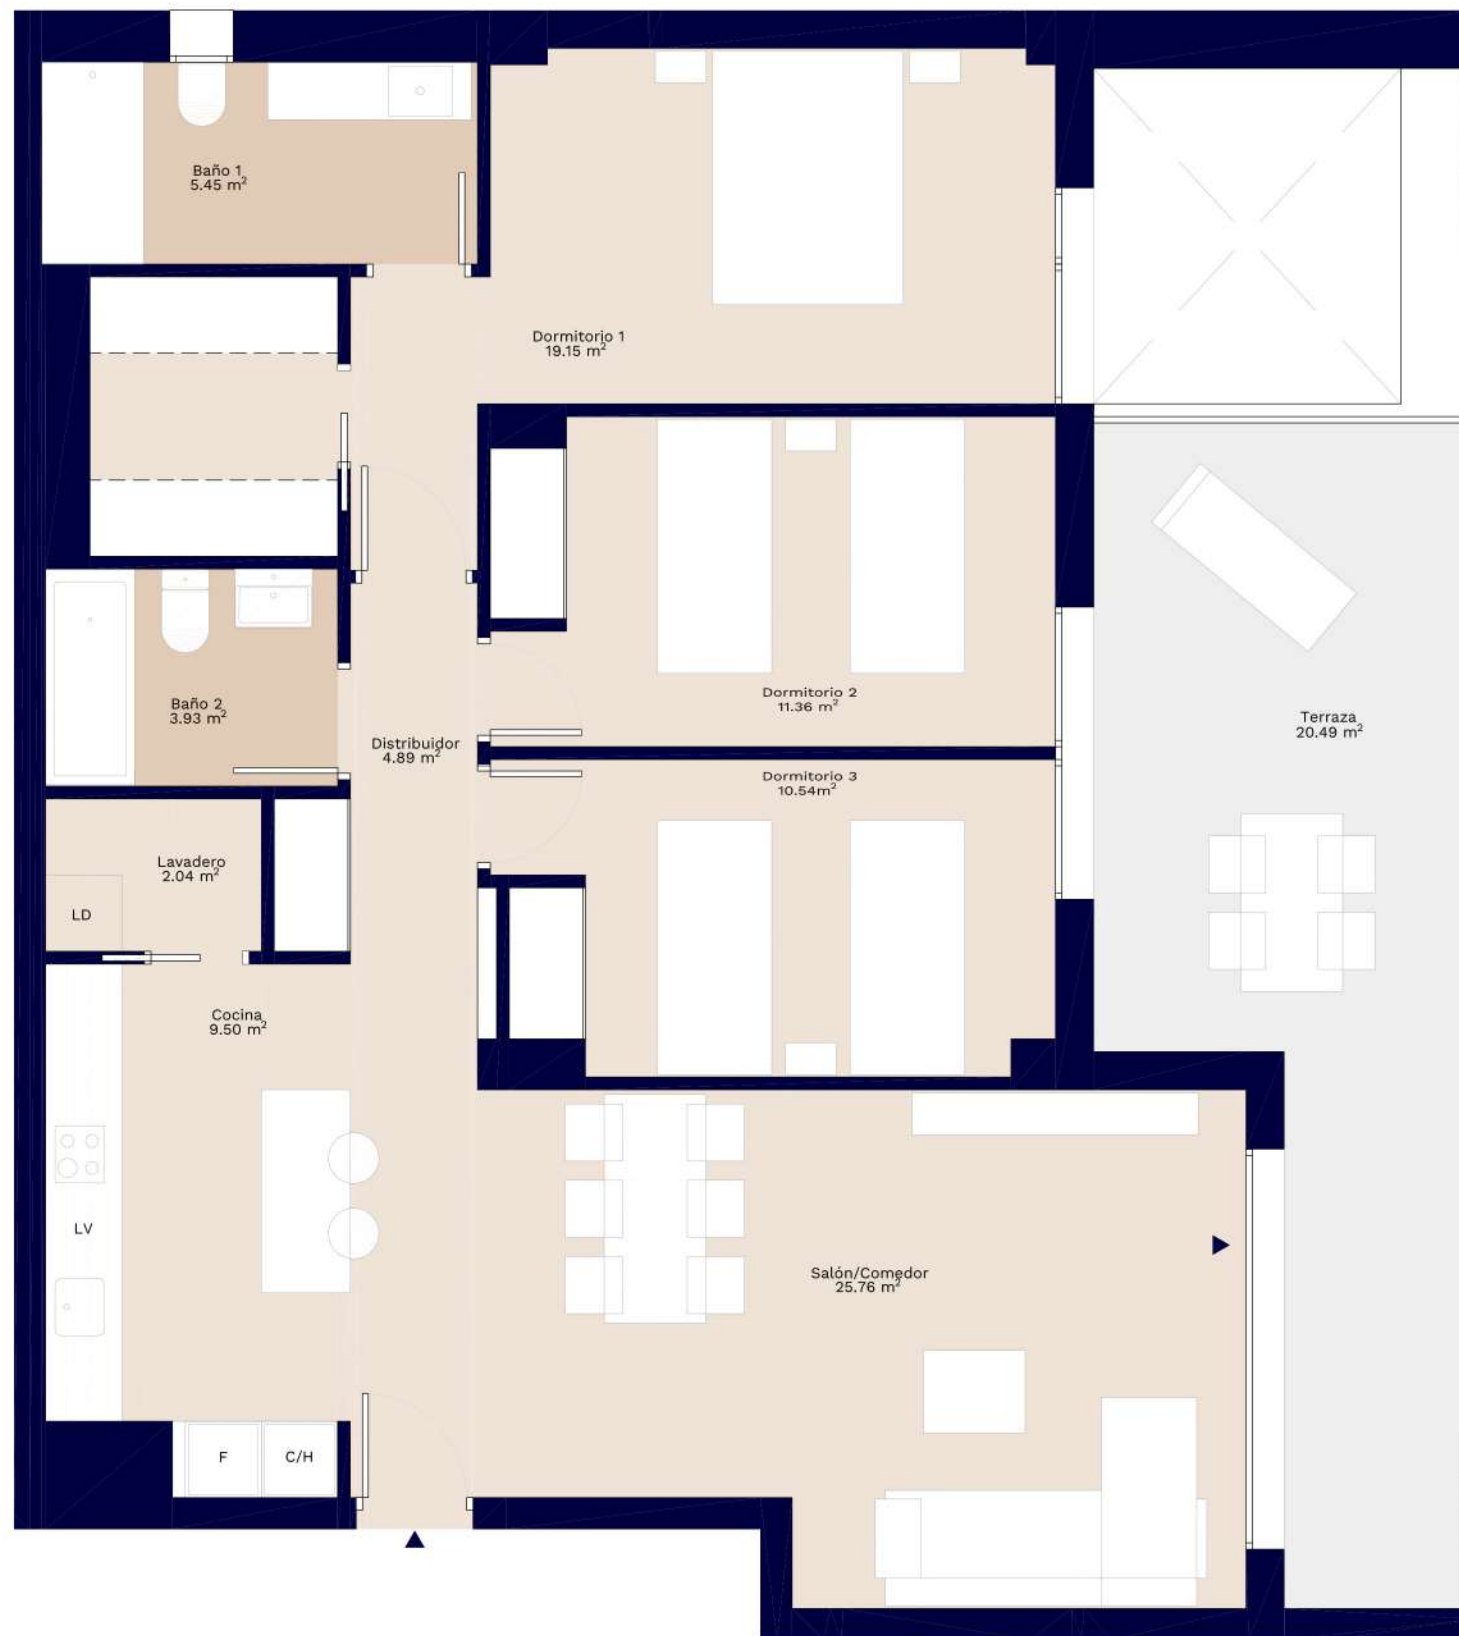 Baño 1
5.45 m²
Dormitorio 1
19.15 m²
Dormitorio 2
11.36 m²
Baño 2
3.93 m²
Terraza
20.49 m²
Distribuidor
4.89 m²
Dormitorio 3
10.54m²
Lavadero
2.04 m²
LD
Cocina
9.50 m²
LV
Salón/Comedor
25.76 m²
F
C/H